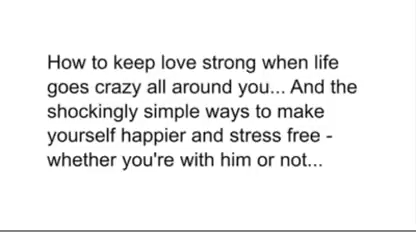 How to keep love strong when life
goes crazy all around you... And the
shockingly simple ways to make
yourself happier and stress free -
whether you're with him or not...